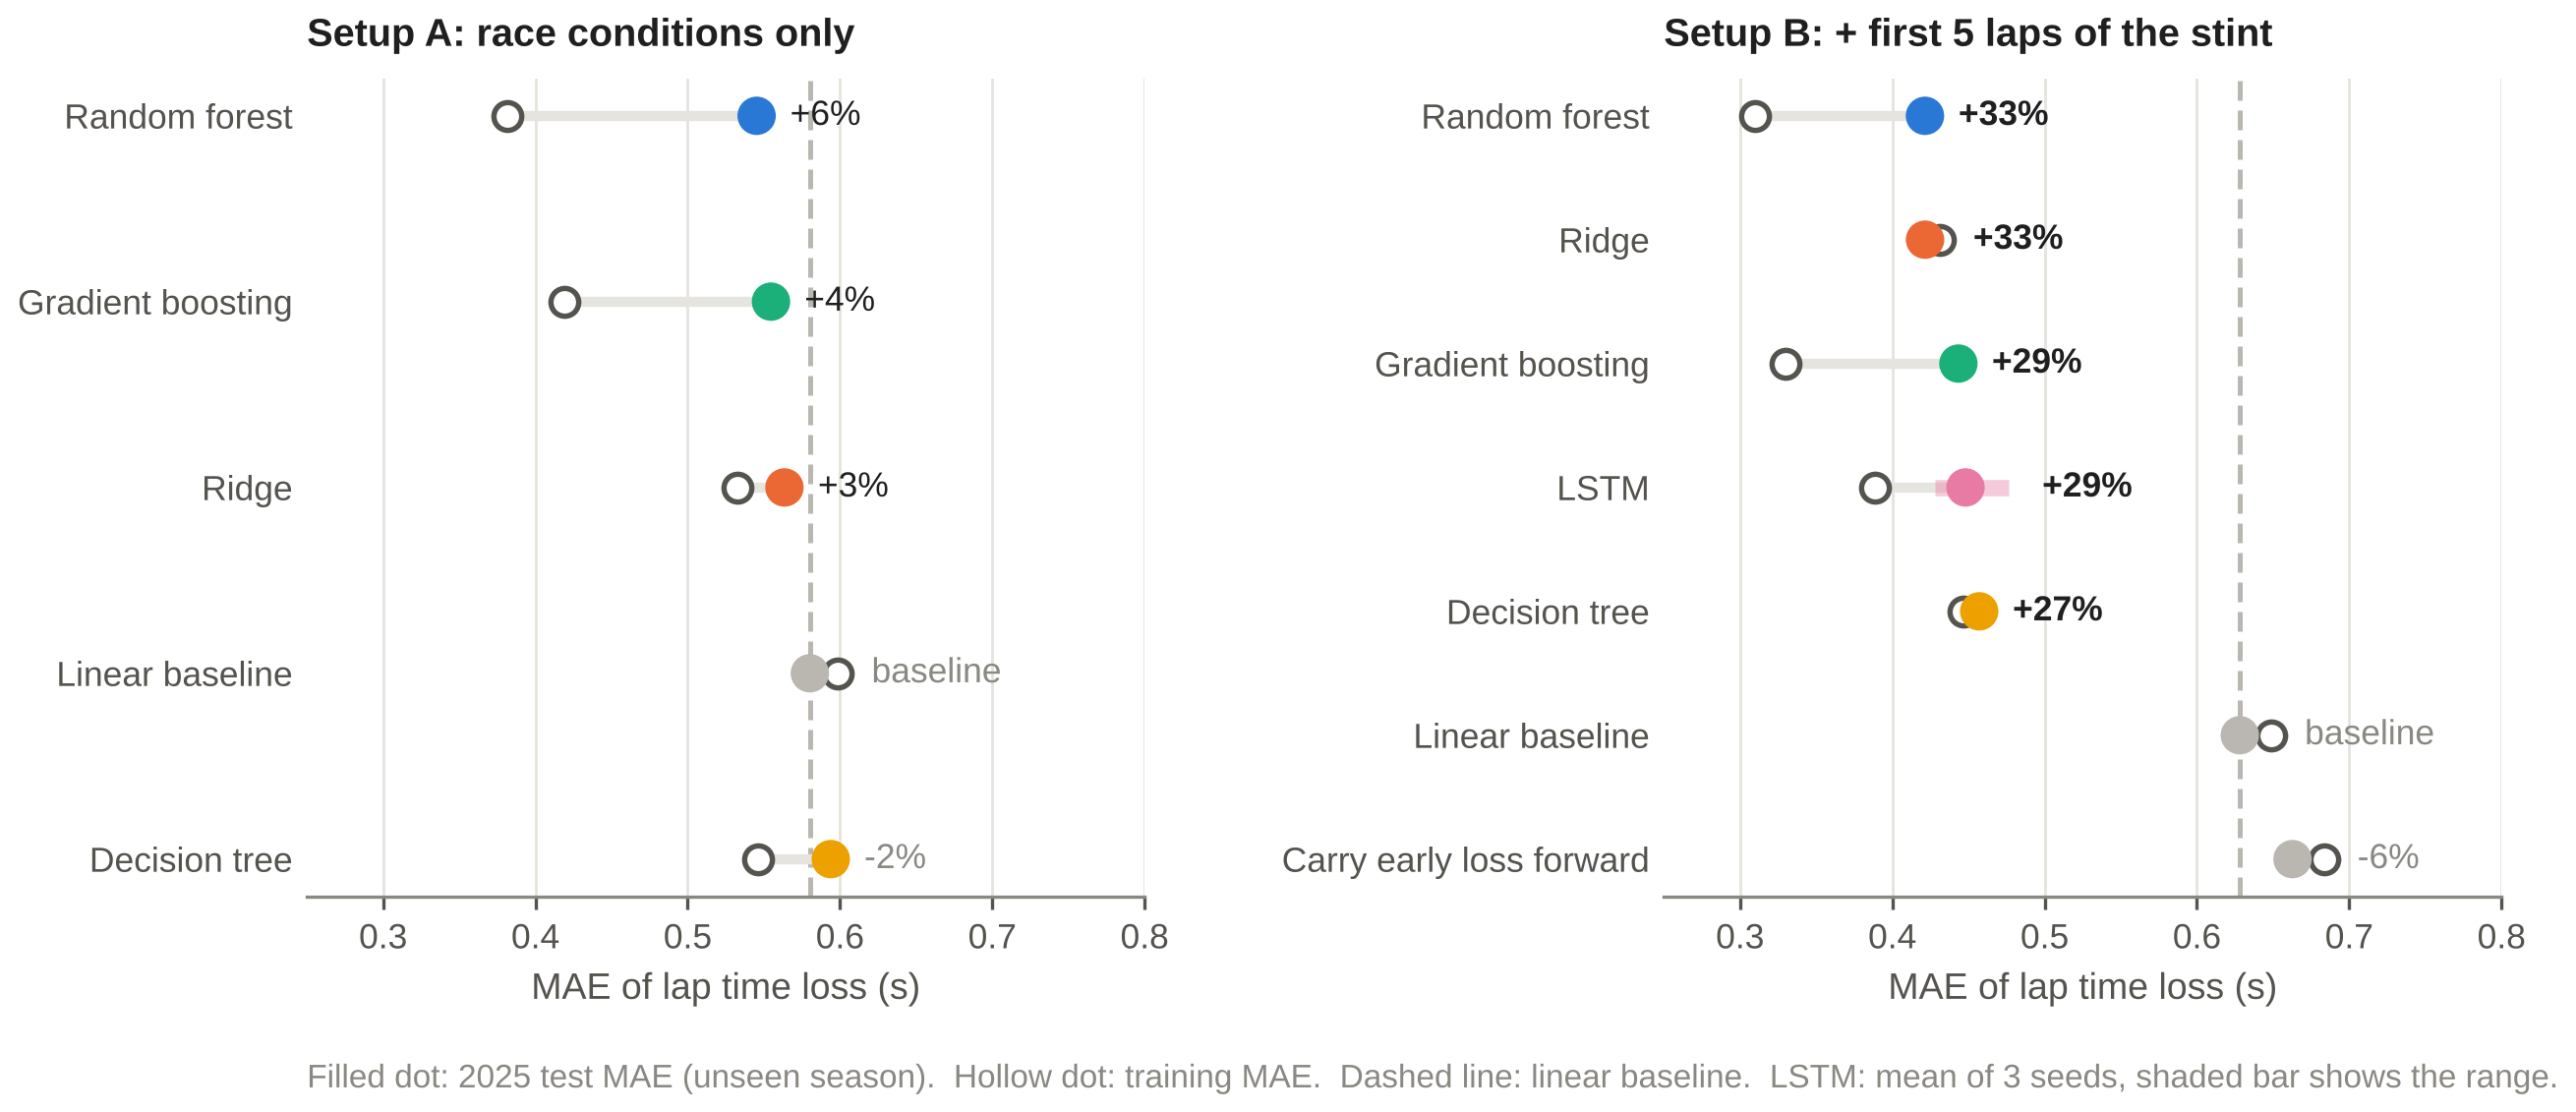 Setup A: race conditions only
Random forest
+6%
Gradient boosting
+4%
Ridge
+3%
Linear baseline
baseline
Decision tree
-2%
0.3 0.4 0.5 0.6 0.7 0.8
MAE of lap time loss (s)
Setup B: + first 5 laps of the stint
Random forest
+33%
Ridge
+33%
Gradient boosting
+29%
LSTM
+29%
Decision tree
+27%
Linear baseline
baseline
Carry early loss forward
-6%
0.3 0.4 0.5 0.6 0.7 0.8
MAE of lap time loss (s)
Filled dot: 2025 test MAE (unseen season). Hollow dot: training MAE. Dashed line: linear baseline. LSTM: mean of 3 seeds, shaded bar shows the range.